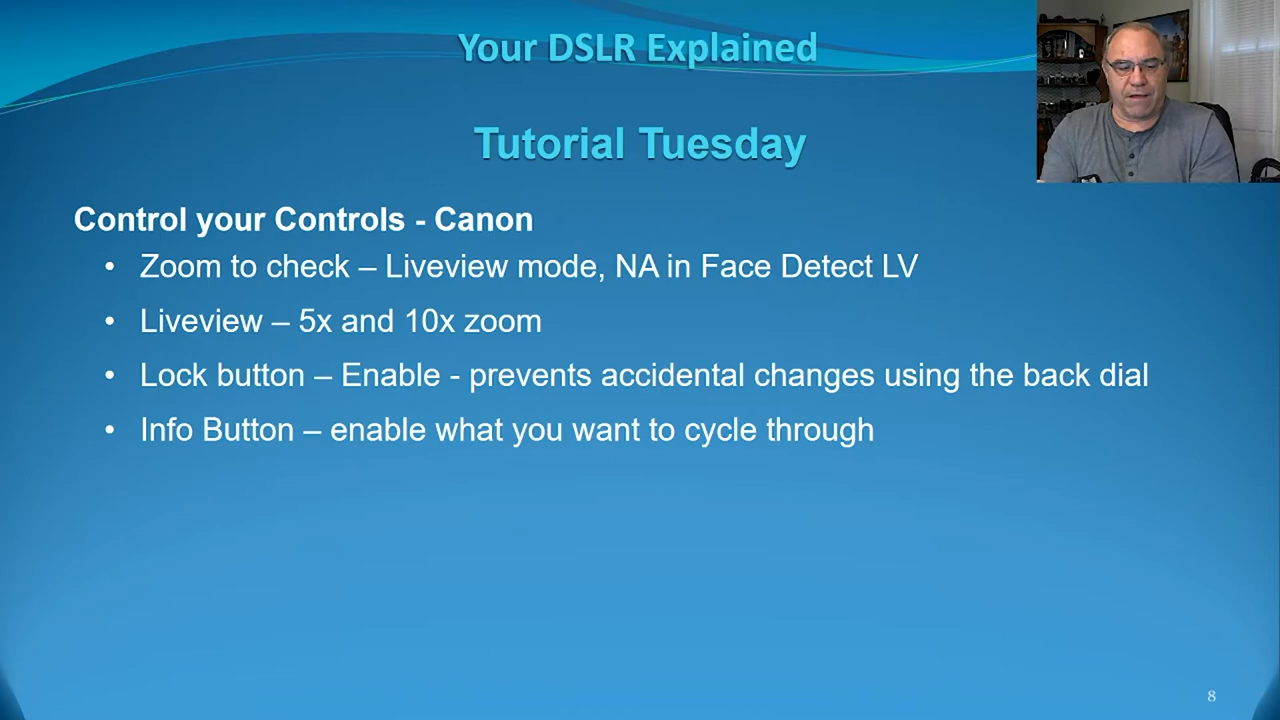 Your DSLR Explained
Tutorial Tuesday
Control your Controls - Canon
• Zoom to check – Liveview mode, NA in Face Detect LV
• Liveview – 5x and 10x zoom
• Lock button – Enable - prevents accidental changes using the back dial
• Info Button – enable what you want to cycle through
8